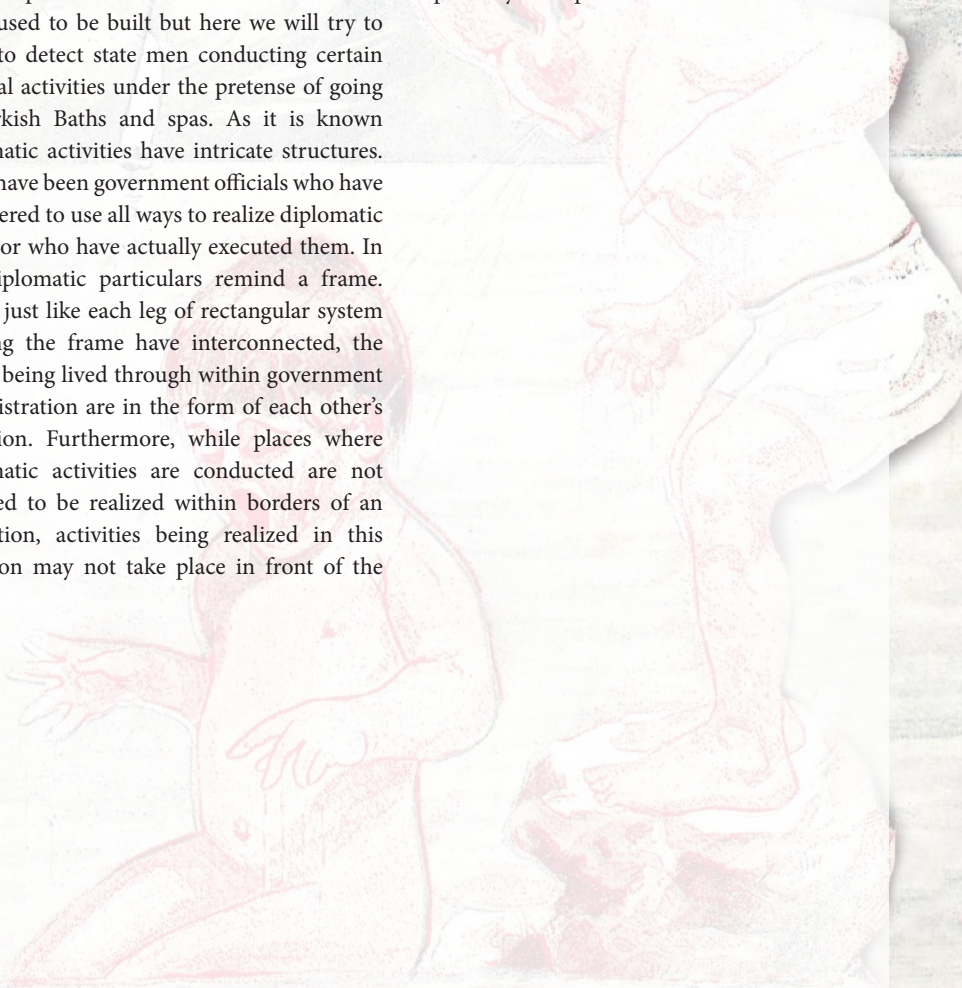 used to be built but here we will try to
to detect state men conducting certain
al activities under the pretense of going
rkish Baths and spas. As it is known
natic activities have intricate structures.
have been government officials who have
ered to use all ways to realize diplomatic
or who have actually executed them. In
iplomatic particulars remind a frame.
just like each leg of rectangular system
ng the frame have interconnected, the
being lived through within government
istration are in the form of each other’s
ion. Furthermore, while places where
natic activities are conducted are not
ed to be realized within borders of an
tion, activities being realized in this
on may not take place in front of the